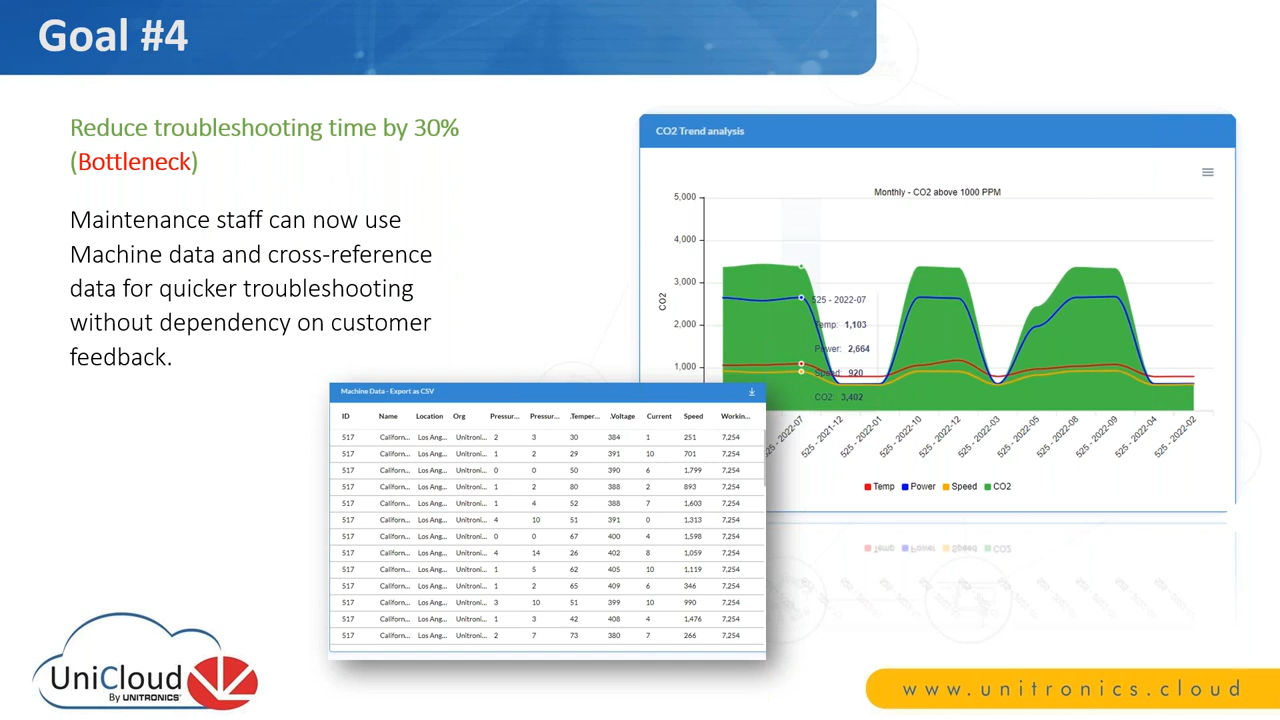 Goal #4
Reduce troubleshooting time by 30%
(Bottleneck)
Maintenance staff can now use
Machine data and cross-reference
data for quicker troubleshooting
without dependency on customer
feedback.
CO2 Trend analysis
Monthly - CO2 above 1000 PPM
5,000
4,000
3,000
2,000
1,000
CO2
525 - 2022-07
Temp: 1,103
Power: 2,664
Speed: 920
CO2: 3,402
525 - 2022-07
525 - 2021-12
525 - 2022-01
525 - 2022-10
525 - 2022-12
525 - 2022-03
525 - 2022-05
525 - 2022-08
525 - 2022-09
525 - 2022-04
525 - 2022-02
Temp Power Speed CO2
Machine Data - Export as CSV
ID Name Location Org Pressur... Pressur... .Temper... .Voltage Current Speed Workin...
517 Californ... Los Ang... Unitroni... 2 3 30 384 1 251 7,254
517 Californ... Los Ang... Unitroni... 1 2 29 391 10 701 7,254
517 Californ... Los Ang... Unitroni... 0 0 50 390 6 1,799 7,254
517 Californ... Los Ang... Unitroni... 1 2 80 388 2 893 7,254
517 Californ... Los Ang... Unitroni... 1 4 52 388 7 1,603 7,254
517 Californ... Los Ang... Unitroni... 4 10 51 391 0 1,313 7,254
517 Californ... Los Ang... Unitroni... 0 0 67 400 4 1,598 7,254
517 Californ... Los Ang... Unitroni... 4 14 26 402 8 1,059 7,254
517 Californ... Los Ang... Unitroni... 1 5 62 405 10 1,119 7,254
517 Californ... Los Ang... Unitroni... 1 2 65 409 6 346 7,254
517 Californ... Los Ang... Unitroni... 3 10 51 399 10 990 7,254
517 Californ... Los Ang... Unitroni... 1 3 42 408 4 1,476 7,254
517 Californ... Los Ang... Unitroni... 2 7 73 380 7 266 7,254
UniCloud
By UNITRONICS
www.unitronics.cloud